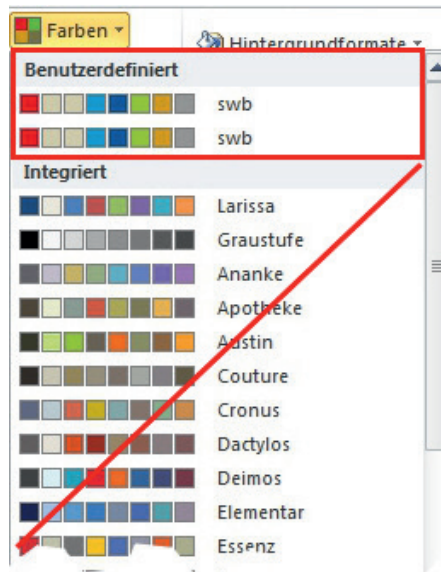 Farben
Hintergrundformate
Benutzerdefiniert
swb
swb
Integriert
Larissa
Graustufe
Ananke
Apotheke
Austin
Couture
Cronus
Dactylos
Deimos
Elementar
Essenz